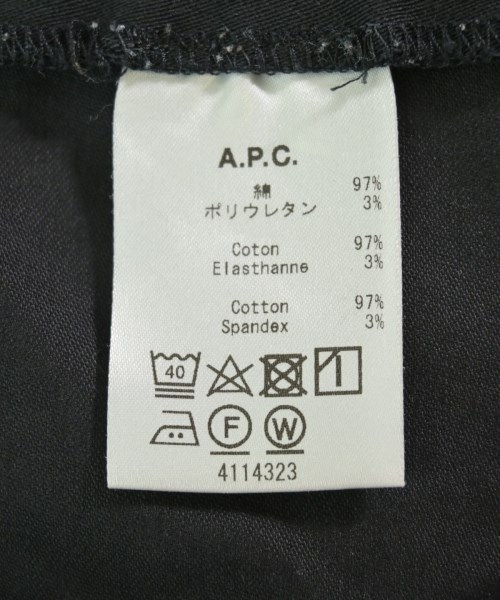 A.P.C.
綿 97%
ポリウレタン 3%
Coton 97%
Elasthanne 3%
Cotton 97%
Spandex 3%
40
F W
4114323